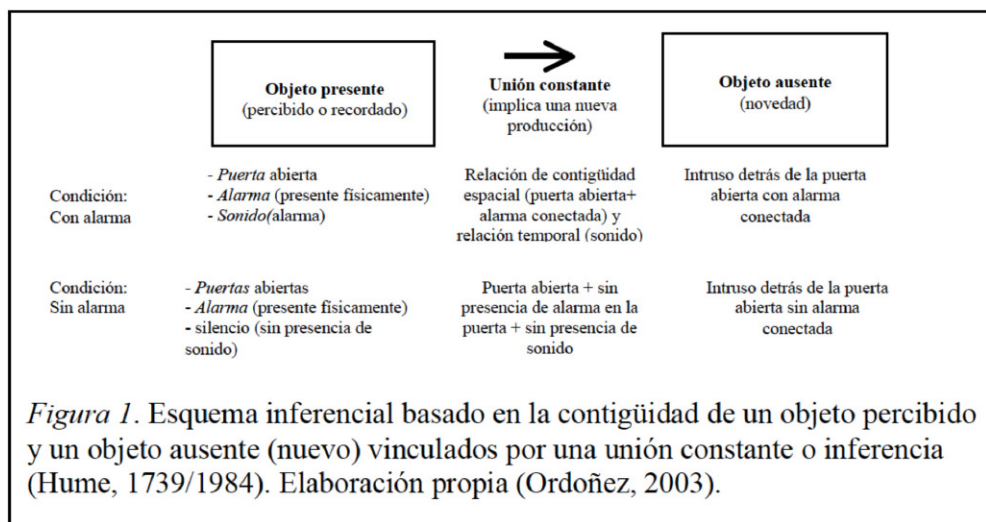 Objeto presente
(percibido o recordado)
Unión constante
(implica una nueva
producción)
Objeto ausente
(novedad)
Condición:
Con alarma
- Puerta abierta
- Alarma (presente físicamente)
- Sonido(alarma)
Relación de contigüidad
espacial (puerta abierta+
alarma conectada) y
relación temporal (sonido)
Intruso detrás de la puerta
abierta con alarma
conectada
Condición:
Sin alarma
- Puertas abiertas
- Alarma (presente físicamente)
- silencio (sin presencia de
sonido)
Puerta abierta + sin
presencia de alarma en la
puerta + sin presencia de
sonido
Intruso detrás de la puerta
abierta sin alarma
conectada
Figura 1. Esquema inferencial basado en la contigüidad de un objeto percibido
y un objeto ausente (nuevo) vinculados por una unión constante o inferencia
(Hume, 1739/1984). Elaboración propia (Ordoñez, 2003).